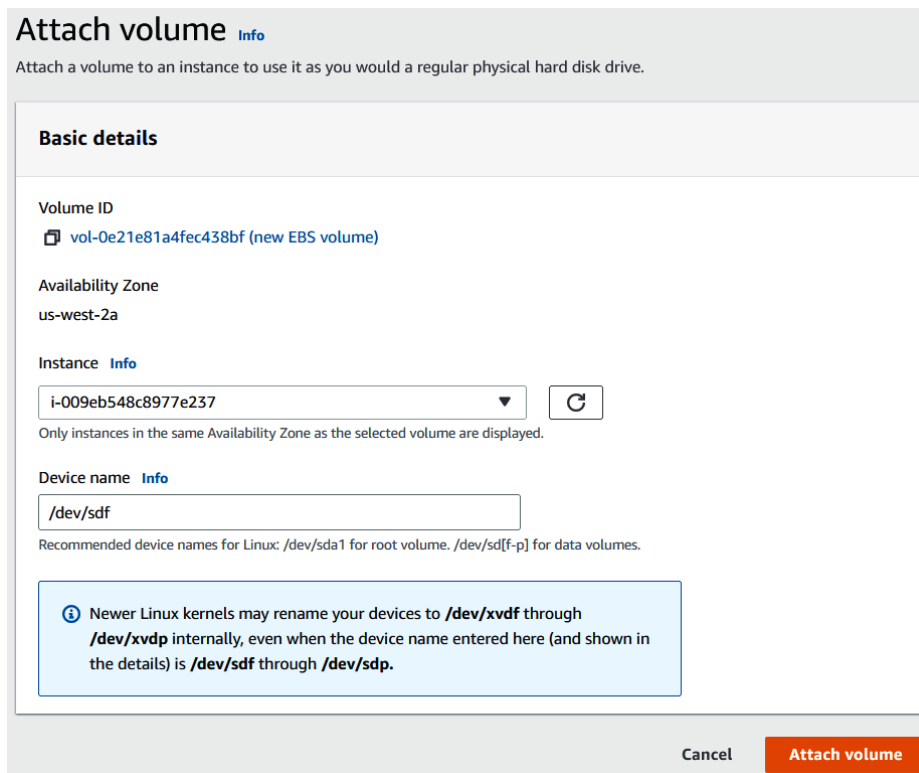 Attach volume Info
Attach a volume to an instance to use it as you would a regular physical hard disk drive.
Basic details
Volume ID
vol-0e21e81a4fec438bf (new EBS volume)
Availability Zone
us-west-2a
Instance Info
i-009eb548c8977e237
Only instances in the same Availability Zone as the selected volume are displayed.
Device name Info
/dev/sdf
Recommended device names for Linux: /dev/sda1 for root volume. /dev/sd[f-p] for data volumes.
Newer Linux kernels may rename your devices to /dev/xvdf through
/dev/xvdp internally, even when the device name entered here (and shown in
the details) is /dev/sdf through /dev/sdp.
Cancel Attach volume